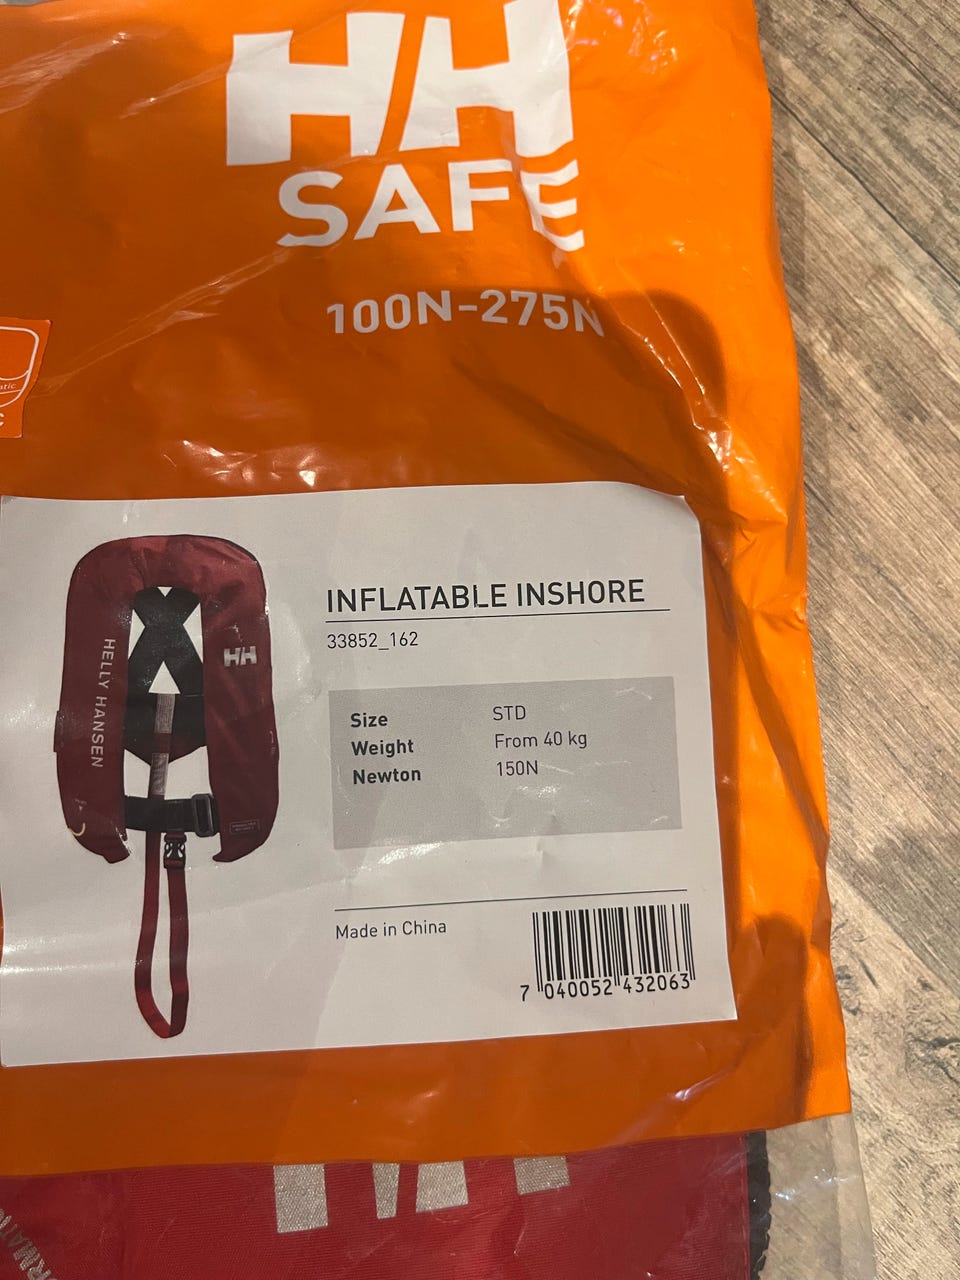 HH
SAFE
100N-275N
INFLATABLE INSHORE
33852_162
HELLY HANSEN
HH
Size STD
Weight From 40 kg
Newton 150N
Made in China
7 040052 432063